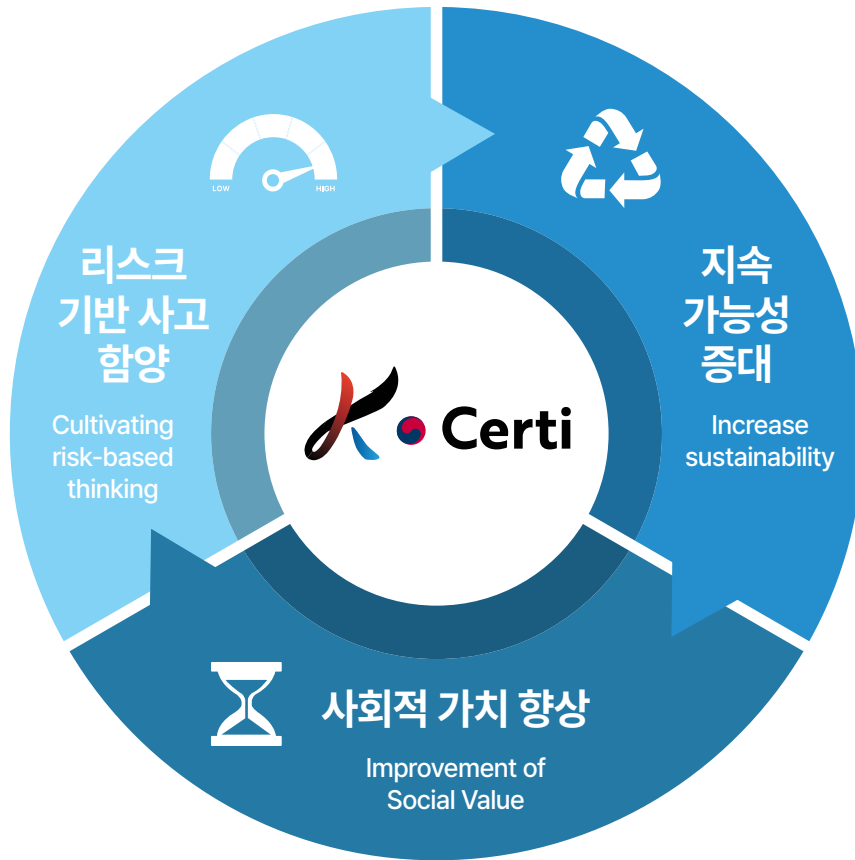 LOW
HIGH
리스크
기반 사고
함양
Cultivating
risk-based
thinking
지속
가능성
증대
Increase
sustainability
K Certi
사회적 가치 향상
Improvement of
Social Value